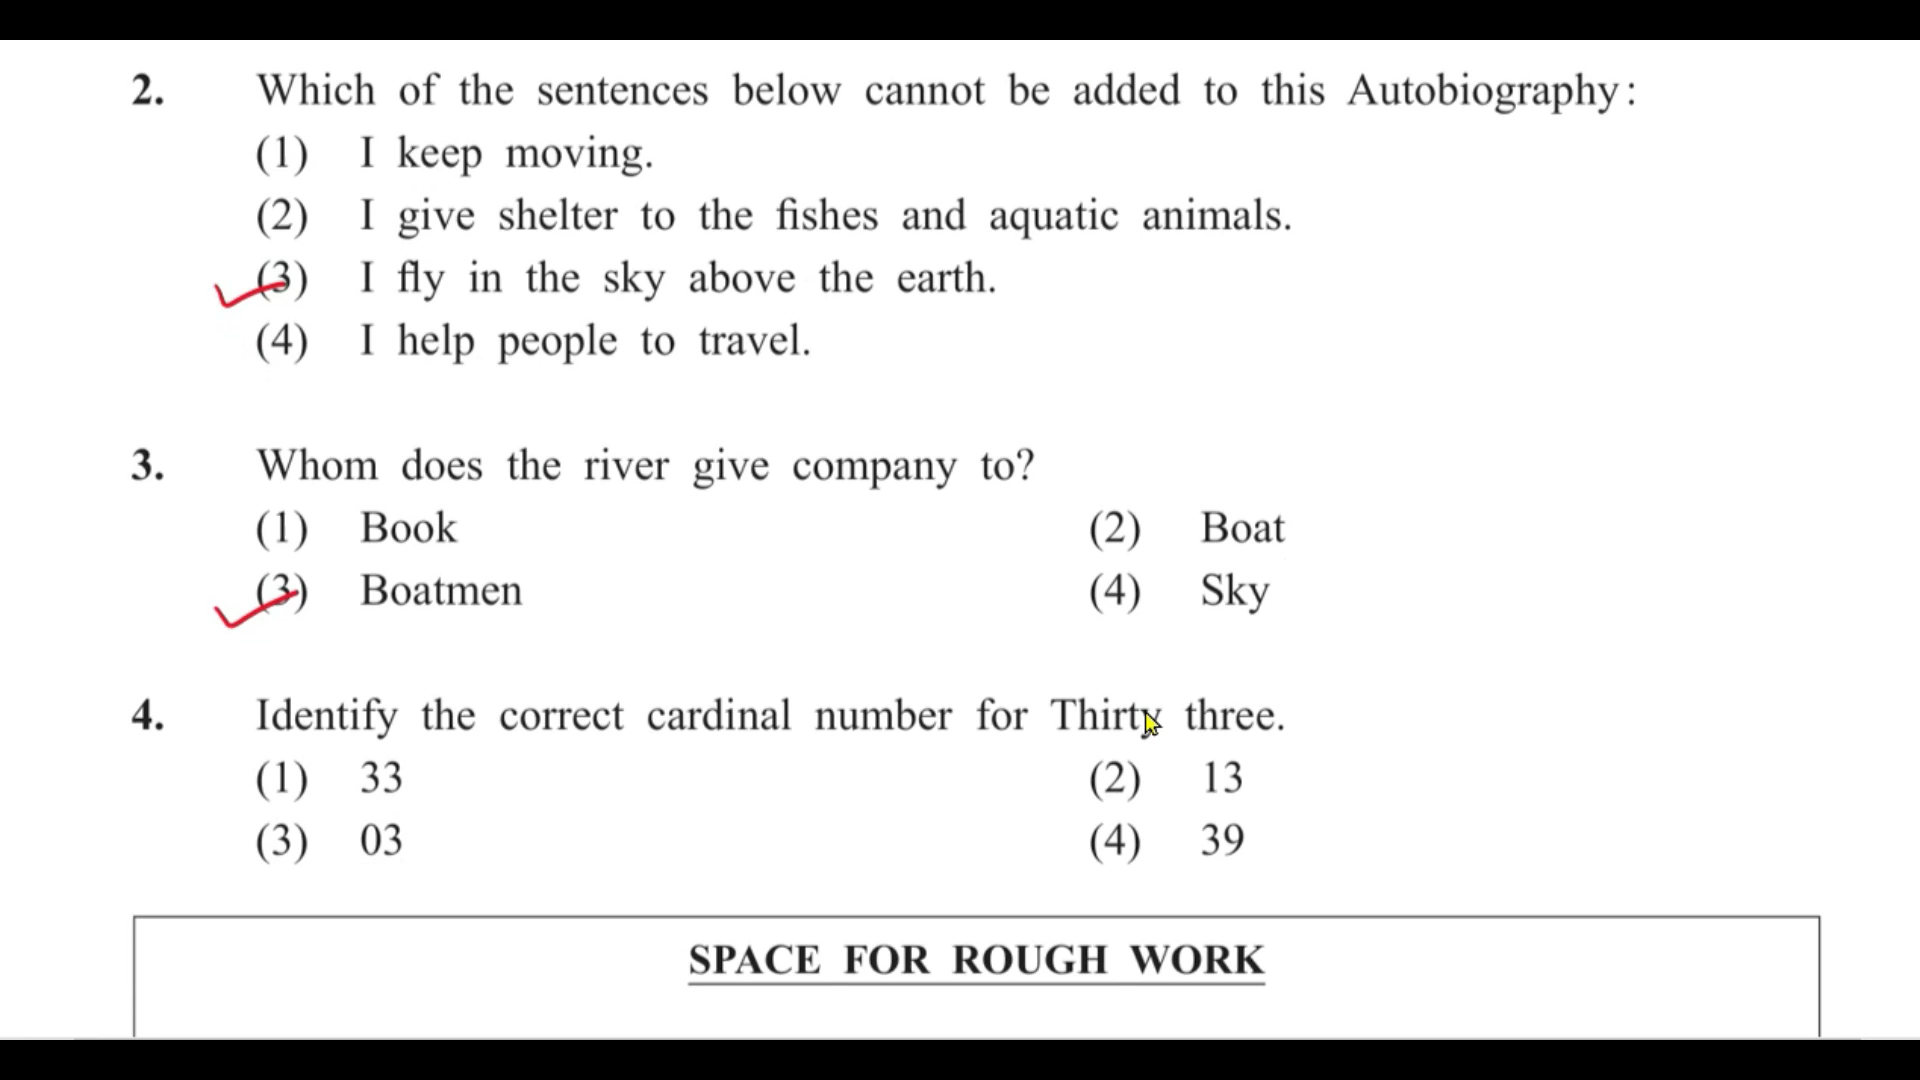 2. Which of the sentences below cannot be added to this Autobiography:
(1) I keep moving.
(2) I give shelter to the fishes and aquatic animals.
(3) I fly in the sky above the earth.
(4) I help people to travel.
3. Whom does the river give company to?
(1) Book (2) Boat
(3) Boatmen (4) Sky
4. Identify the correct cardinal number for Thirty three.
(1) 33 (2) 13
(3) 03 (4) 39
SPACE FOR ROUGH WORK